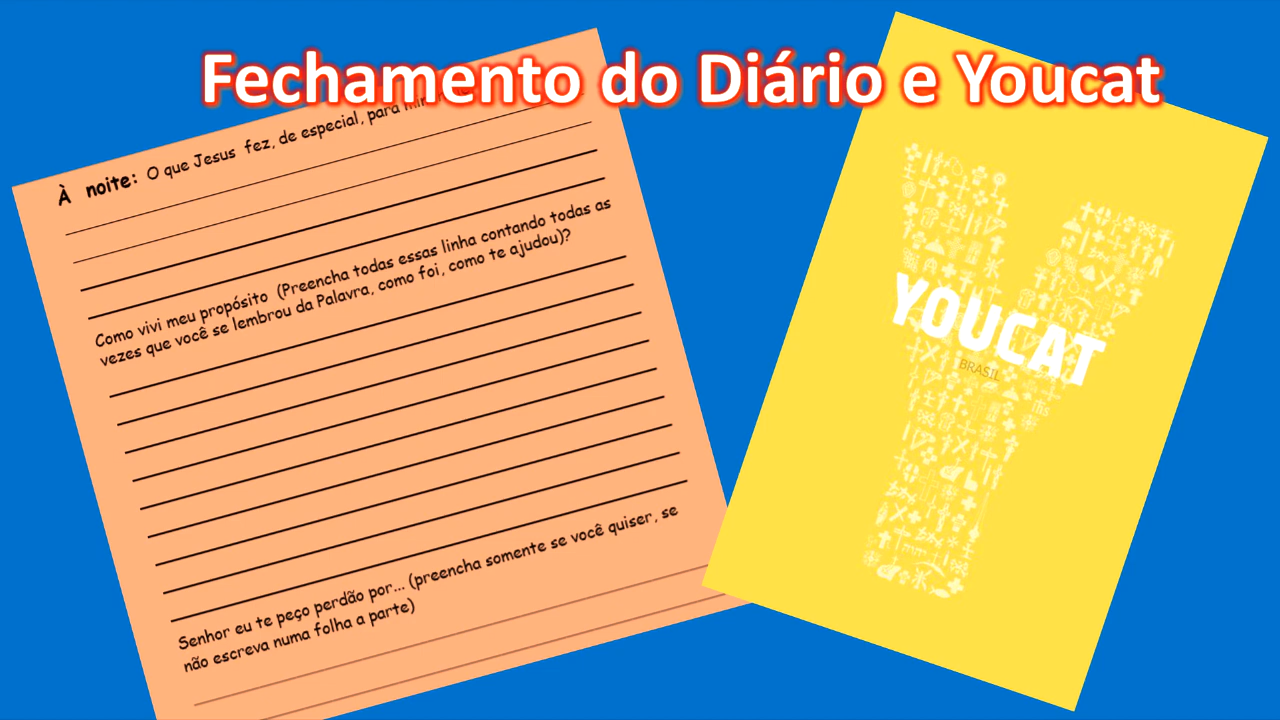 Fechamento do Diário e Youcat
À noite: O que Jesus fez, de especial, para mim
Como vivi meu propósito (Preencha todas essas linha contando todas as
vezes que você se lembrou da Palavra, como foi, como te ajudou)?
Senhor eu te peço perdão por... (preencha somente se você quiser, se
não escreva numa folha a parte)
YOUCAT
BRASIL